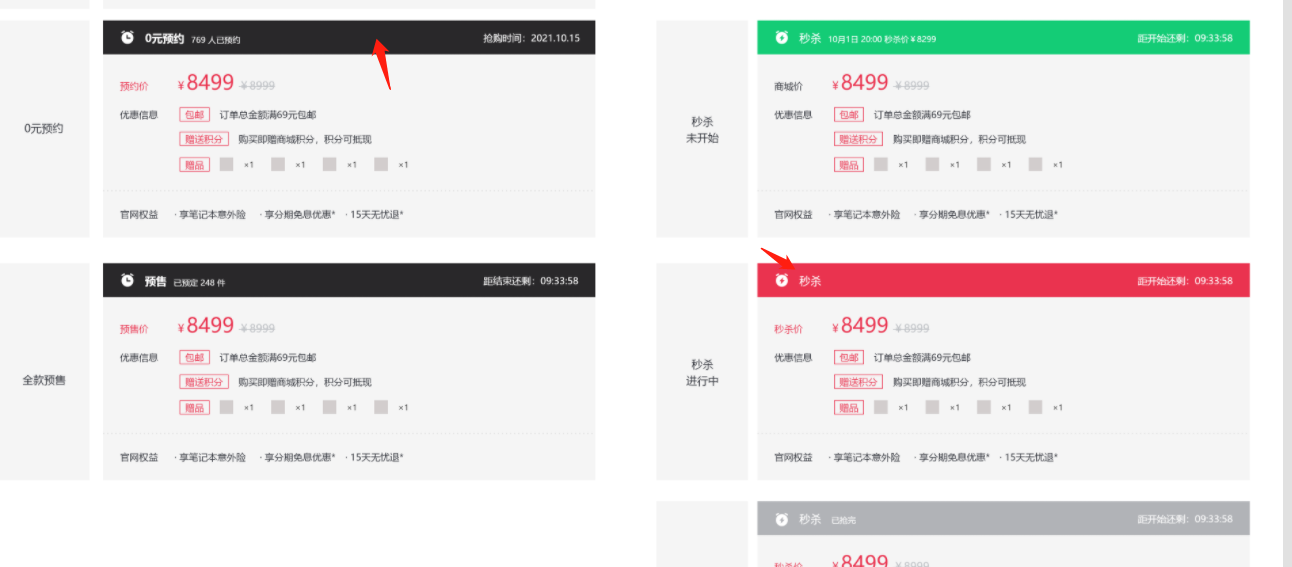 0元预约
0元预约 769 人已预约 抢购时间：2021.10.15
预约价 ¥8499 ¥8999
优惠信息 包邮 订单总金额满69元包邮
赠送积分 购买即赠商城积分，积分可抵现
赠品 ×1 ×1 ×1 ×1
官网权益 ·享笔记本意外险 ·享分期免息优惠* ·15天无忧退*
秒杀
未开始
秒杀 10月1日 20:00 秒杀价 ¥8299 距开始还剩：09:33:58
商城价 ¥8499 ¥8999
优惠信息 包邮 订单总金额满69元包邮
赠送积分 购买即赠商城积分，积分可抵现
赠品 ×1 ×1 ×1 ×1
官网权益 ·享笔记本意外险 ·享分期免息优惠* ·15天无忧退*
全款预售
预售 已预定 248 件 距结束还剩：09:33:58
预售价 ¥8499 ¥8999
优惠信息 包邮 订单总金额满69元包邮
赠送积分 购买即赠商城积分，积分可抵现
赠品 ×1 ×1 ×1 ×1
官网权益 ·享笔记本意外险 ·享分期免息优惠* ·15天无忧退*
秒杀
进行中
秒杀 距开始还剩：09:33:58
秒杀价 ¥8499 ¥8999
优惠信息 包邮 订单总金额满69元包邮
赠送积分 购买即赠商城积分，积分可抵现
赠品 ×1 ×1 ×1 ×1
官网权益 ·享笔记本意外险 ·享分期免息优惠* ·15天无忧退*
秒杀 已抢完 距开始还剩：09:33:58
秒杀价 ¥8499 ¥8999